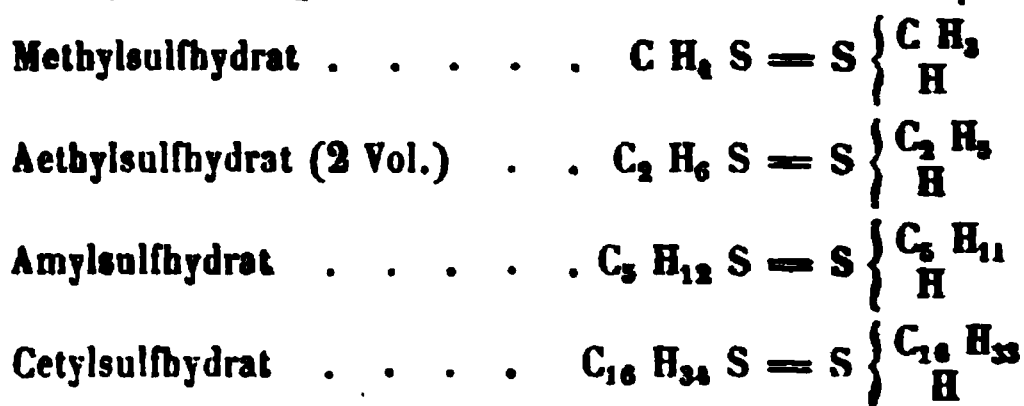 Methylsulfhydrat . . . . . C H₄ S = S { C H₃ H
Aethylsulfhydrat (2 Vol.) . . C₂ H₆ S = S { C₂ H₅ H
Amylsulfhydrat . . . . . C₅ H₁₂ S = S { C₅ H₁₁ H
Cetylsulfhydrat . . . . C₁₆ H₃₄ S = S { C₁₆ H₃₃ H